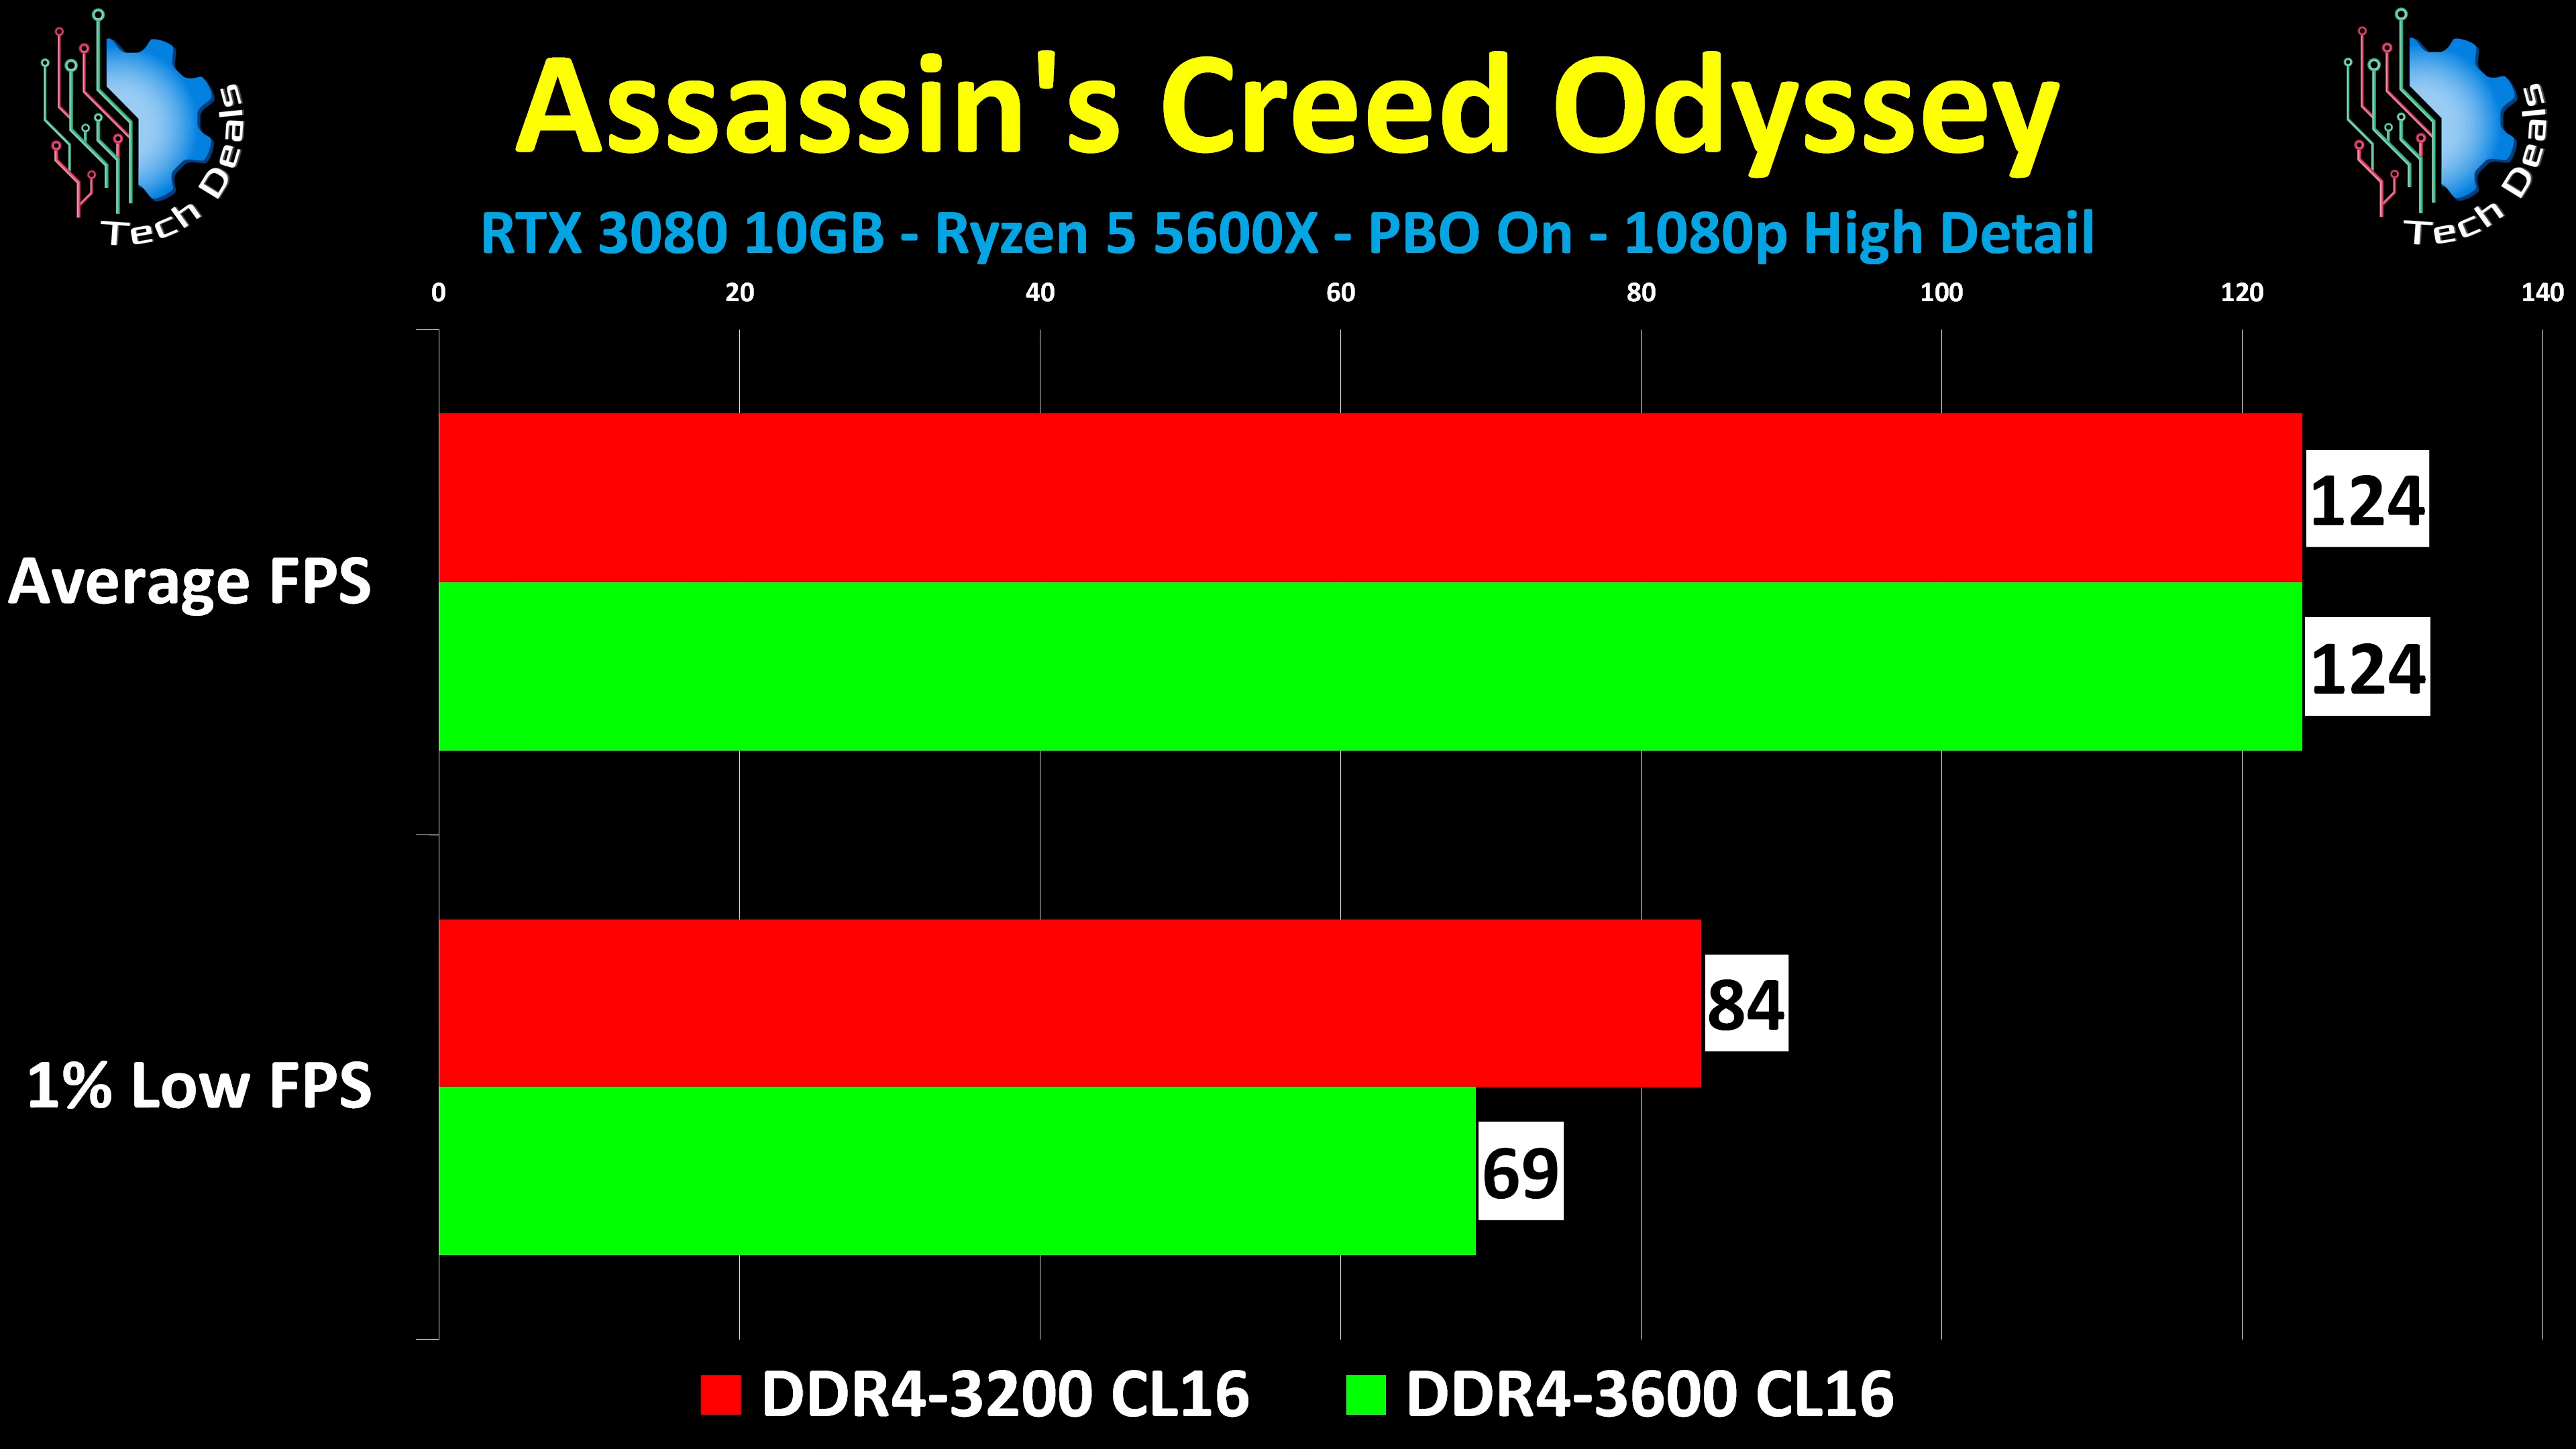 Tech Deals
Assassin's Creed Odyssey
Tech Deals
RTX 3080 10GB - Ryzen 5 5600X - PBO On - 1080p High Detail
0 20 40 60 80 100 120 140
124
Average FPS
124
84
1% Low FPS
69
DDR4-3200 CL16 DDR4-3600 CL16